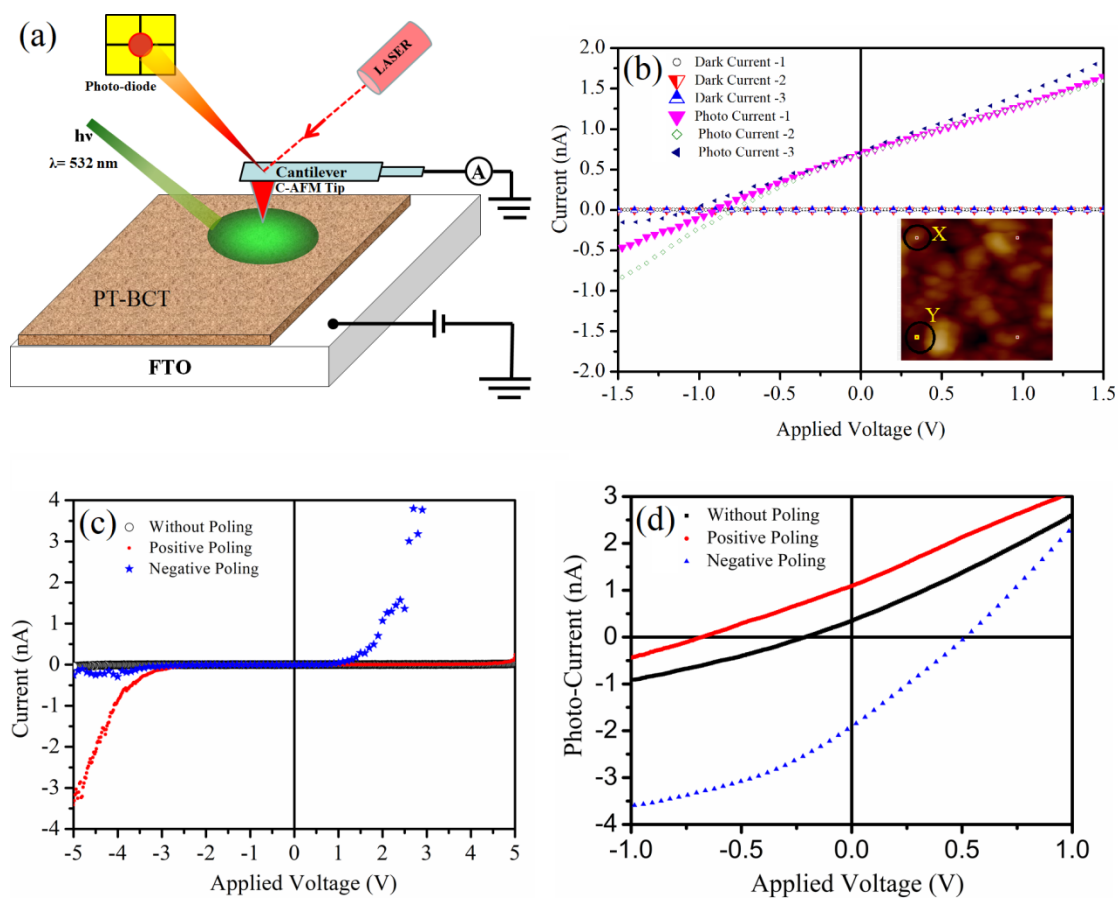 (a)
Photo-diode
LASER
hν
λ= 532 nm
Cantilever
C-AFM Tip
A
PT-BCT
FTO
(b)
Dark Current -1
Dark Current -2
Dark Current -3
Photo Current -1
Photo Current -2
Photo Current -3
X
Y
2.0
1.5
1.0
0.5
0.0
-0.5
-1.0
-1.5
-2.0
Current (nA)
-1.5 -1.0 -0.5 0.0 0.5 1.0 1.5
Applied Voltage (V)
(c)
Without Poling
Positive Poling
Negative Poling
4
3
2
1
0
-1
-2
-3
-4
Current (nA)
-5 -4 -3 -2 -1 0 1 2 3 4 5
Applied Voltage (V)
(d)
Without Poling
Positive Poling
Negative Poling
3
2
1
0
-1
-2
-3
-4
Photo-Current (nA)
-1.0 -0.5 0.0 0.5 1.0
Applied Voltage (V)